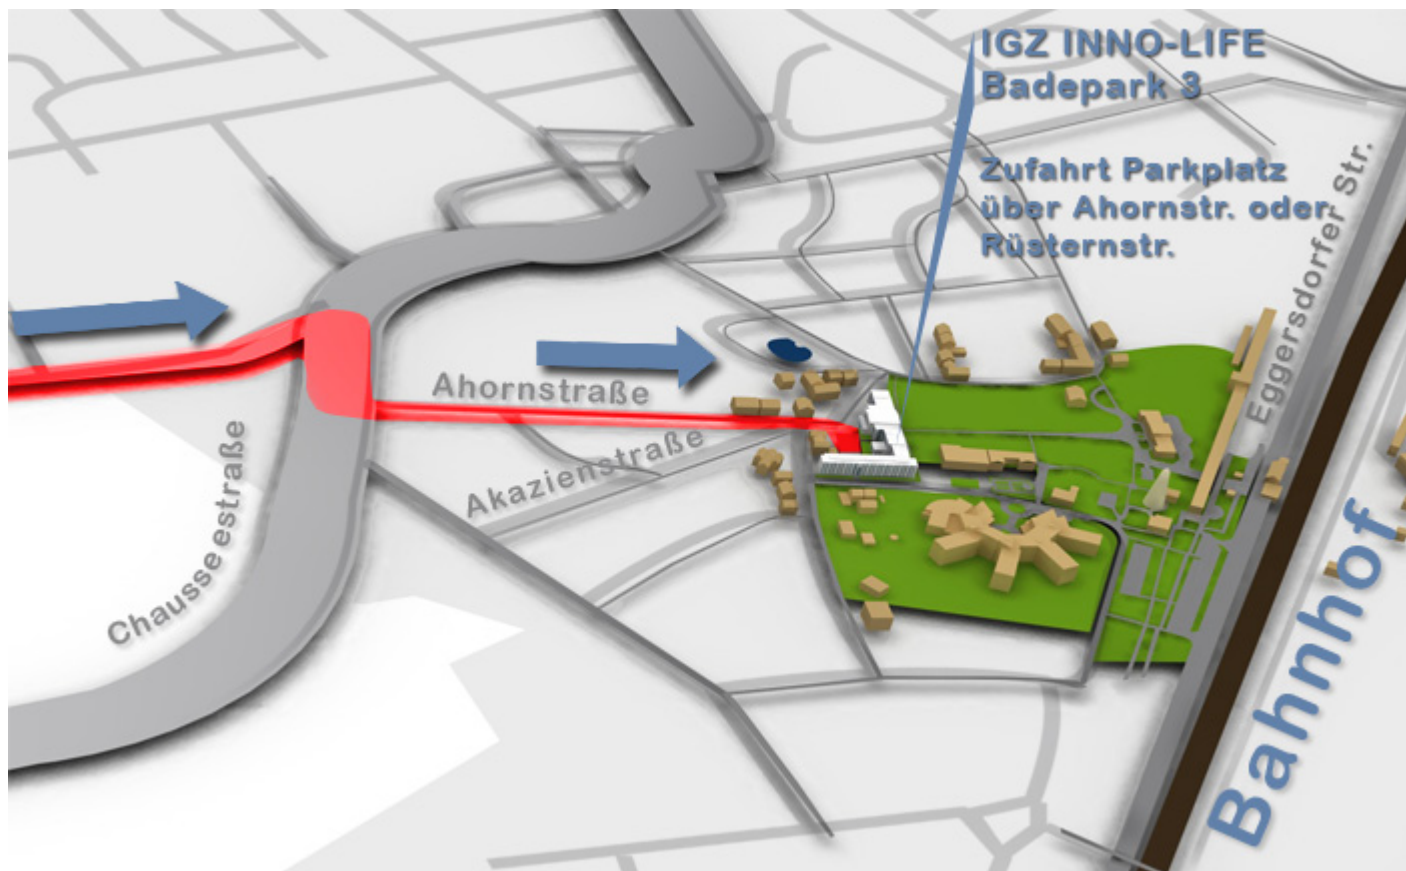 IGZ INNO-LIFE
Badepark 3
Zufahrt Parkplatz
über Ahornstr. oder
Rüsternstr.
Eggersdorfer Str.
Ahornstraße
Akazienstraße
Chausseestraße
Bahnhof